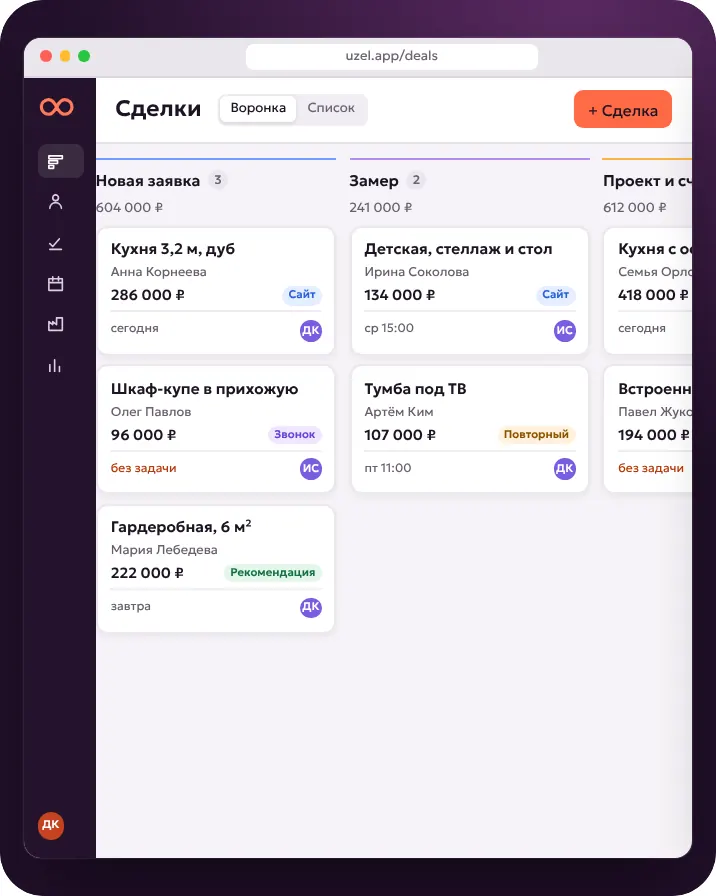 uzel.app/deals
Сделки
Воронка
Список
+ Сделка
Новая заявка 3
604 000 ₽
Кухня 3,2 м, дуб
Анна Корнеева
286 000 ₽ Сайт
сегодня ДК
Шкаф-купе в прихожую
Олег Павлов
96 000 ₽ Звонок
без задачи ИС
Гардеробная, 6 м²
Мария Лебедева
222 000 ₽ Рекомендация
завтра ДК
Замер 2
241 000 ₽
Детская, стеллаж и стол
Ирина Соколова
134 000 ₽ Сайт
ср 15:00 ИС
Тумба под ТВ
Артём Ким
107 000 ₽ Повторный
пт 11:00 ДК
Проект и
612 000 ₽
Кухня с
Семья
418 000 ₽
сегодня
Павел
194 000 ₽
без задачи
ДК